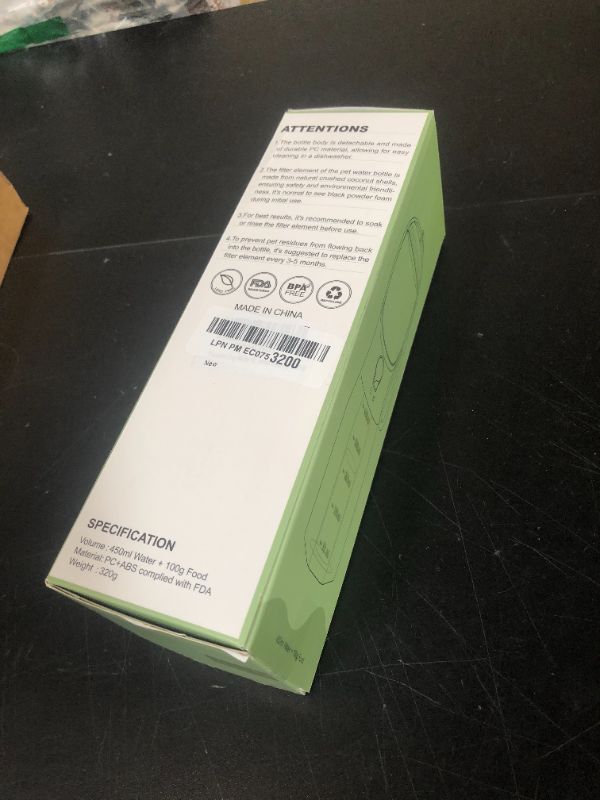 ATTENTIONS
1.The bottle body is detachable and made
of durable PC material, allowing for easy
cleaning in a dishwasher.
2.The filter element of the pet water bottle is
made from natural crushed coconut shells,
ensuring safety and environmental friendli-
ness. It's normal to see black powder foam
during initial use.
3.For best results, it's recommended to soak
or rinse the filter element before use.
4.To prevent pet residues from flowing back
into the bottle, it's suggested to replace the
filter element every 3-5 months.
FDA
BPA
FREE
MADE IN CHINA
LPN PM EC0753200
New
SPECIFICATION
Volume :450ml Water + 100g Food
Material: PC+ABS complied with FDA
Weight : 320g